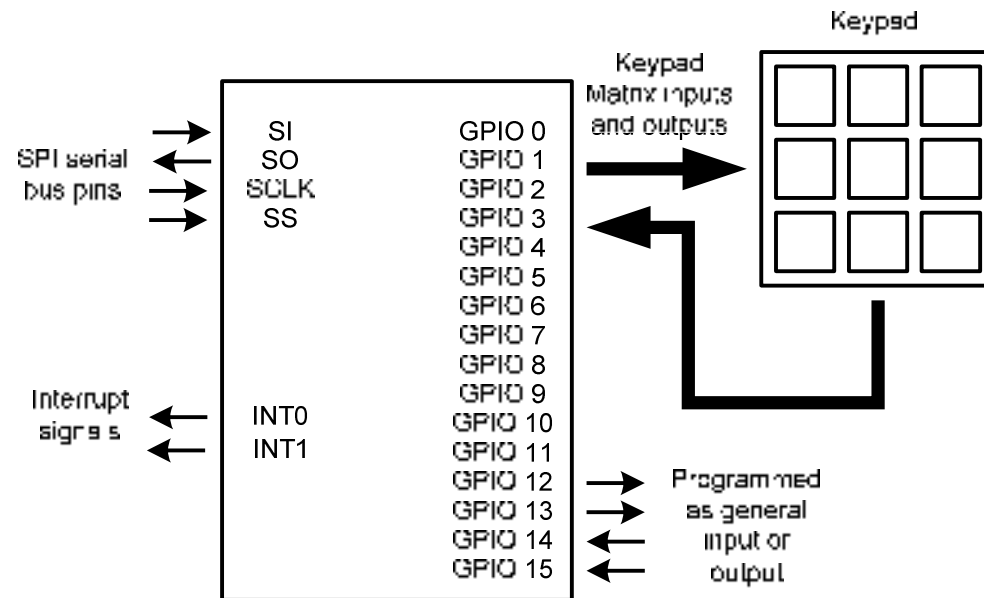 Keypad
Keypad
Matrix inputs
and outputs
SPI serial
bus pins
SI
SO
SCLK
SS
GPIO 0
GPIO 1
GPIO 2
GPIO 3
GPIO 4
GPIO 5
GPIO 6
GPIO 7
GPIO 8
GPIO 9
GPIO 10
GPIO 11
GPIO 12
GPIO 13
GPIO 14
GPIO 15
Interrupt
signals
INT0
INT1
Programmed
as general
input or
output